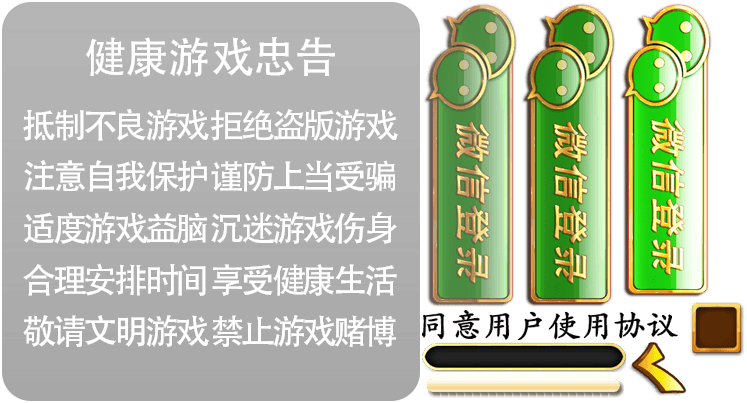 健康游戏忠告
抵制不良游戏 拒绝盗版游戏
注意自我保护 谨防上当受骗
适度游戏益脑 沉迷游戏伤身
合理安排时间 享受健康生活
敬请文明游戏 禁止游戏赌博
微信登录
微信登录
微信登录
同意用户使用协议